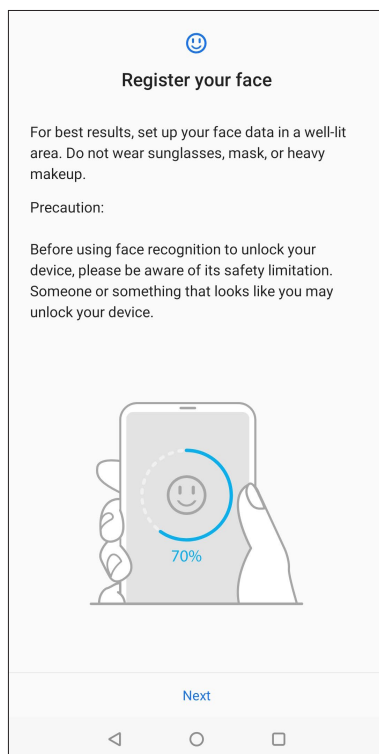 Register your face
For best results, set up your face data in a well-lit
area. Do not wear sunglasses, mask, or heavy
makeup.
Precaution:
Before using face recognition to unlock your
device, please be aware of its safety limitation.
Someone or something that looks like you may
unlock your device.
70%
Next